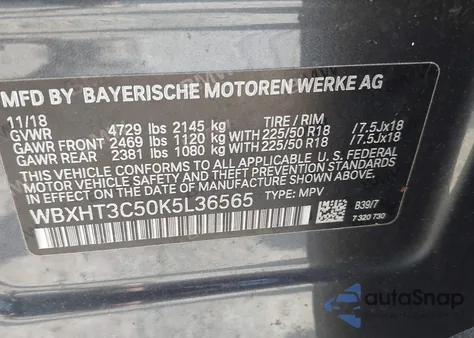 MFD BY BAYERISCHE MOTOREN WERKE AG
11/18 TIRE / RIM
GVWR 4729 lbs 2145 kg
GAWR FRONT 2469 lbs 1120 kg WITH 225/50 R18 /7.5Jx18
GAWR REAR 2381 lbs 1080 kg WITH 225/50 R18 /7.5Jx18
THIS VEHICLE CONFORMS TO ALL APPLICABLE U. S. FEDERAL
MOTOR VEHICLE SAFETY, BUMPER, AND THEFT PREVENTION
STANDARDS IN EFFECT ON THE DATE OF MANUFACTURE SHOWN ABOVE.
WBXHT3C50K5L36565 TYPE: MPV
B39/7
7 320 730
autoSnap